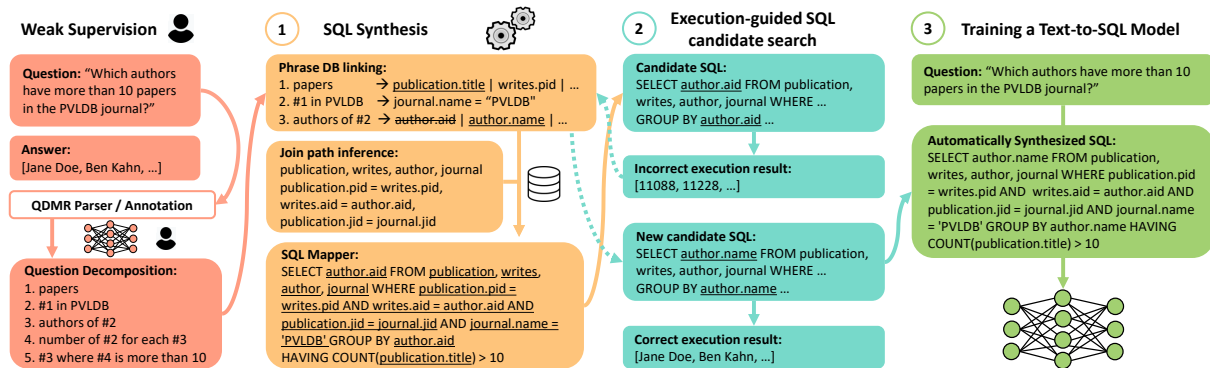 Weak Supervision
Question: “Which authors
have more than 10 papers
in the PVLDB journal?”
Answer:
[Jane Doe, Ben Kahn, …]
QDMR Parser / Annotation
Question Decomposition:
1. papers
2. #1 in PVLDB
3. authors of #2
4. number of #2 for each #3
5. #3 where #4 is more than 10
1 SQL Synthesis
Phrase DB linking:
1. papers → publication.title | writes.pid | …
2. #1 in PVLDB → journal.name = “PVLDB”
3. authors of #2 → author.aid | author.name | …
Join path inference:
publication, writes, author, journal
publication.pid = writes.pid,
writes.aid = author.aid,
publication.jid = journal.jid
SQL Mapper:
SELECT author.aid FROM publication, writes,
author, journal WHERE publication.pid =
writes.pid AND writes.aid = author.aid AND
publication.jid = journal.jid AND journal.name =
'PVLDB' GROUP BY author.aid
HAVING COUNT(publication.title) > 10
2 Execution-guided SQL
candidate search
Candidate SQL:
SELECT author.aid FROM publication,
writes, author, journal WHERE …
GROUP BY author.aid …
Incorrect execution result:
[11088, 11228, …]
New candidate SQL:
SELECT author.name FROM publication,
writes, author, journal WHERE …
GROUP BY author.name …
Correct execution result:
[Jane Doe, Ben Kahn, …]
3 Training a Text-to-SQL Model
Question: “Which authors have more than 10
papers in the PVLDB journal?”
Automatically Synthesized SQL:
SELECT author.name FROM publication,
writes, author, journal WHERE publication.pid
= writes.pid AND writes.aid = author.aid AND
publication.jid = journal.jid AND journal.name
= 'PVLDB' GROUP BY author.name HAVING
COUNT(publication.title) > 10